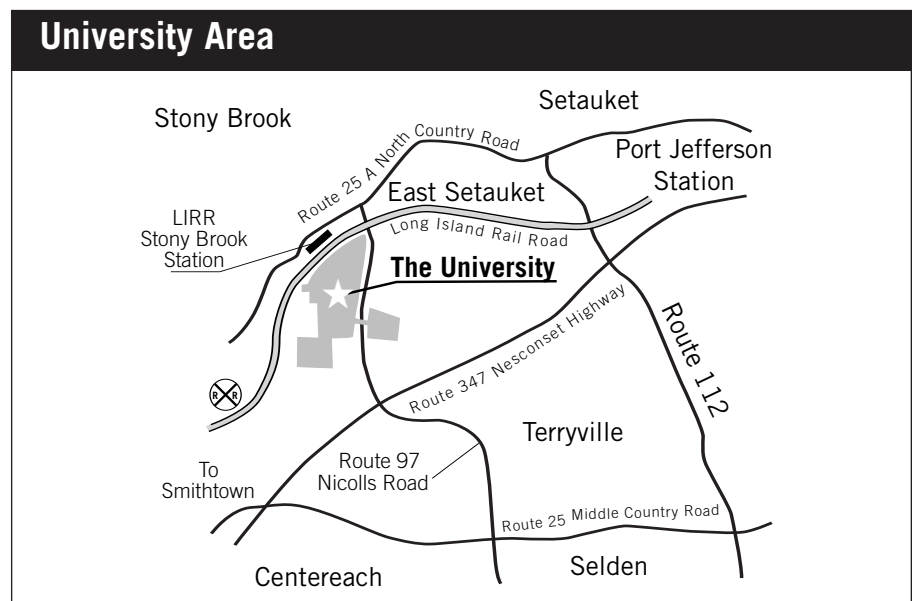 University Area
Setauket
Stony Brook
Route 25 A North Country Road
Port Jefferson
Station
East Setauket
LIRR
Stony Brook
Station
Long Island Rail Road
The University
Route 347 Nesconset Highway
Route 112
R R
Terryville
Route 97
Nicolls Road
To
Smithtown
Route 25 Middle Country Road
Selden
Centereach